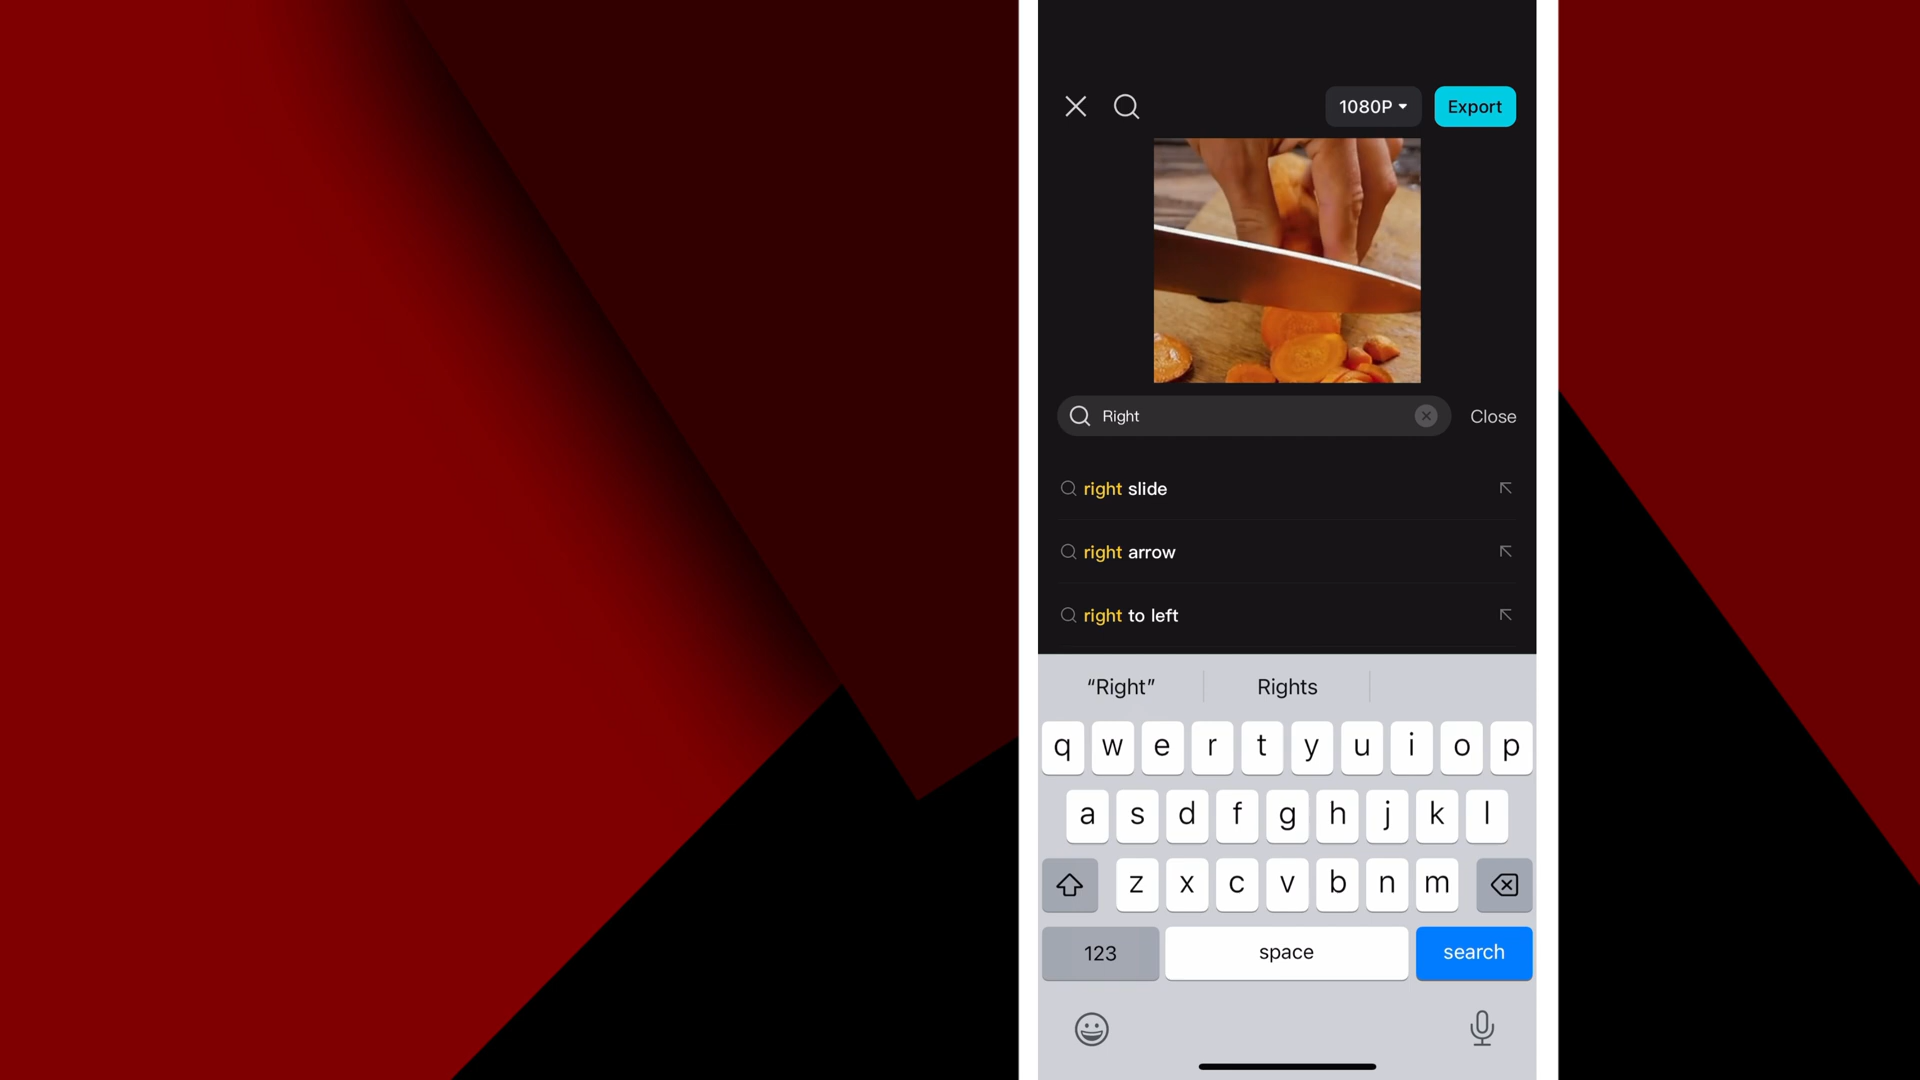 1080P Export
Right Close
right slide
right arrow
right to left
“Right” Rights
q w e r t y u i o p
a s d f g h j k l
z x c v b n m
123 space search